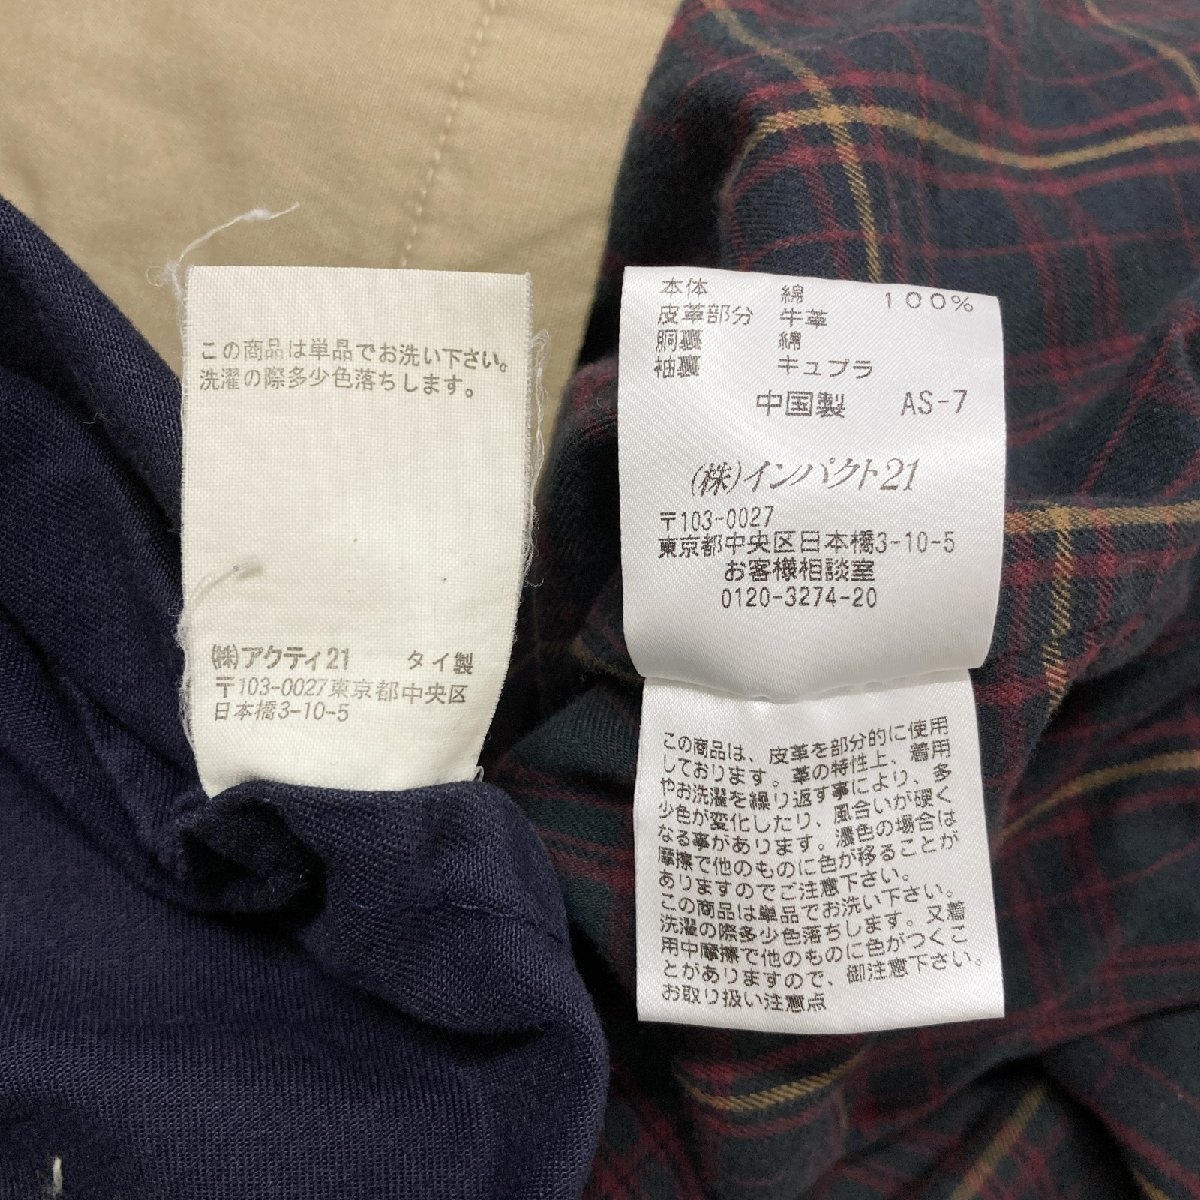 この商品は単品でお洗い下さい。
洗濯の際多少色落ちします。
(株)アクティ21 タイ製
〒103-0027東京都中央区
日本橋3-10-5
本体 綿 100%
皮革部分 牛革
胴裏 綿
袖裏 キュプラ
中国製 AS-7
(株)インパクト21
〒103-0027
東京都中央区日本橋3-10-5
お客様相談室
0120-3274-20
この商品は、皮革を部分的に使用
しております。革の特性上、着用
やお洗濯を繰り返す事により、多
少色が変化したり、風合いが硬く
なる事があります。濃色の場合は
摩擦で他のものに色が移ることが
ありますのでご注意下さい。
この商品は単品でお洗い下さい。
洗濯の際多少色落ちします。又着
用中摩擦で他のものに色がつくこ
とがありますので、御注意下さい。
お取り扱い注意点